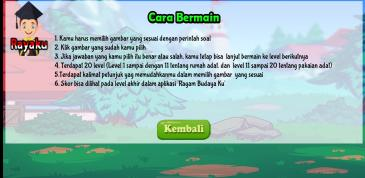 Cara Bermain
Rayaku
1. Kamu harus memilih gambar yang sesuai dengan perintah soal
2. Klik gambar yang sudah kamu pilih
3. Jika jawaban yang kamu pilih itu benar atau salah, kamu tetap bisa lanjut bermain ke level berikutnya
4. Terdapat 20 level (Level 1 sampai dengan 11 tentang rumah adat dan level 11 sampai 20 tentang pakaian adat)
5.Terdapat kalimat petunjuk yag memudahkanmu dalam memilih gambar yang sesuai
6. Skor bisa dilihat pada level akhir dalam aplikasi 'Ragam Budaya Ku'
Kembali